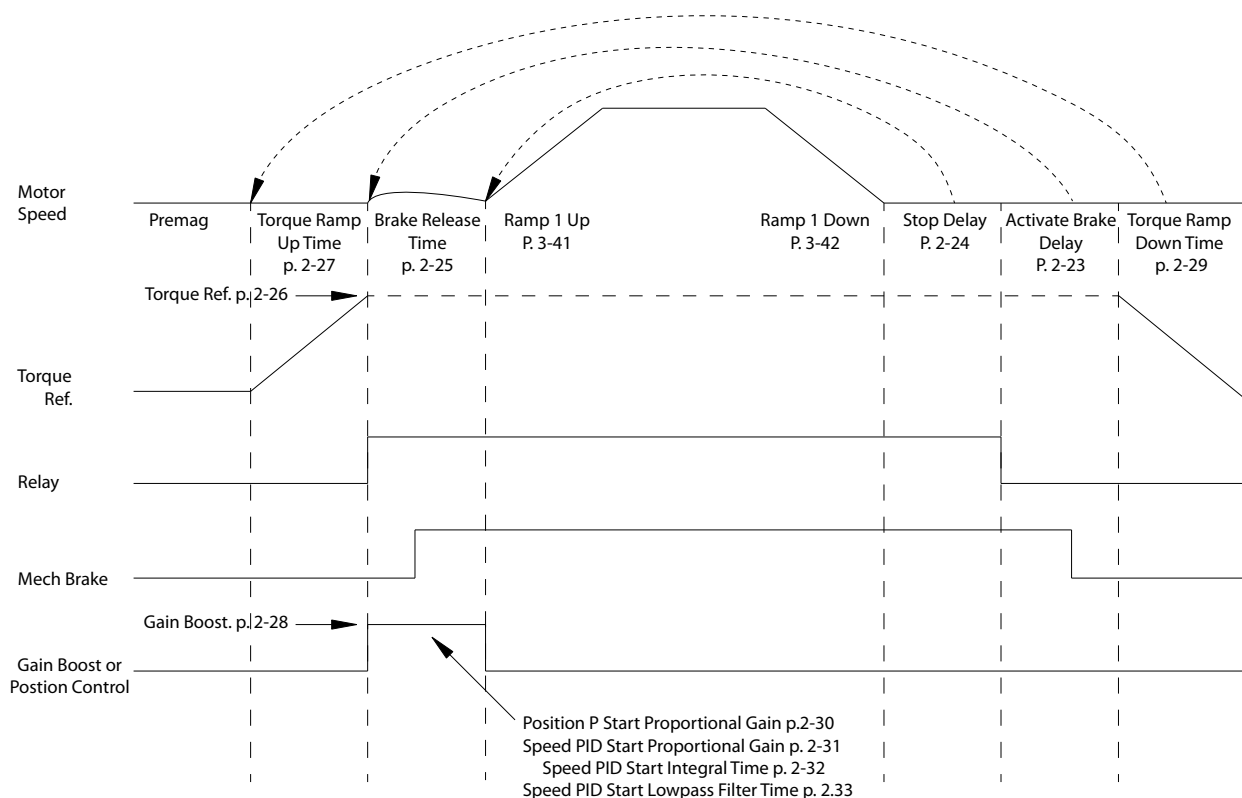 Motor
Speed
Premag
Torque Ramp
Up Time
p. 2-27
Brake Release
Time
p. 2-25
Ramp 1 Up
P. 3-41
Ramp 1 Down
P. 3-42
Stop Delay
P. 2-24
Activate Brake
Delay
P. 2-23
Torque Ramp
Down Time
p. 2-29
Torque Ref. p. 2-26
Torque
Ref.
Relay
Mech Brake
Gain Boost. p. 2-28
Gain Boost or
Postion Control
Position P Start Proportional Gain p.2-30
Speed PID Start Proportional Gain p. 2-31
Speed PID Start Integral Time p. 2-32
Speed PID Start Lowpass Filter Time p. 2.33